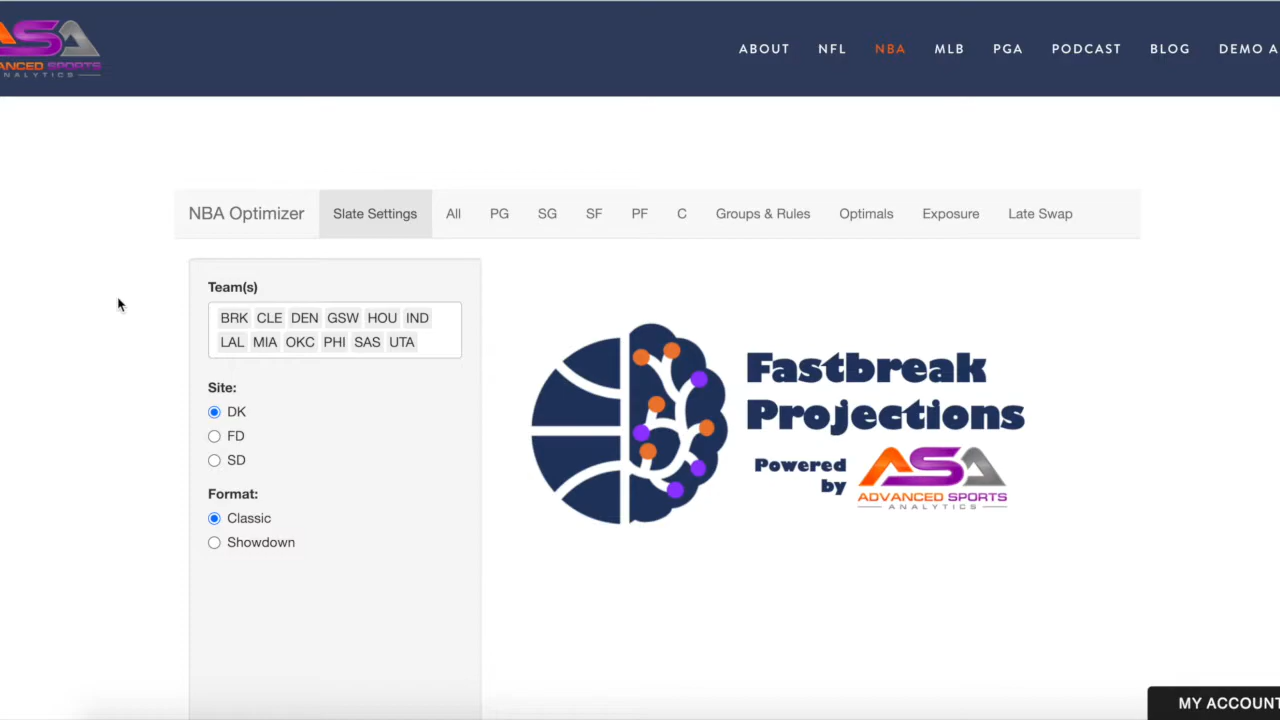 ASA
ANCED SPORTS
ANALYTICS
ABOUT NFL NBA MLB PGA PODCAST BLOG DEMO A
NBA Optimizer Slate Settings All PG SG SF PF C Groups & Rules Optimals Exposure Late Swap
Team(s)
BRK CLE DEN GSW HOU IND
LAL MIA OKC PHI SAS UTA
Site:
DK
FD
SD
Format:
Classic
Showdown
Fastbreak
Projections
Powered
by
ASA
ADVANCED SPORTS
ANALYTICS
MY ACCOUNT